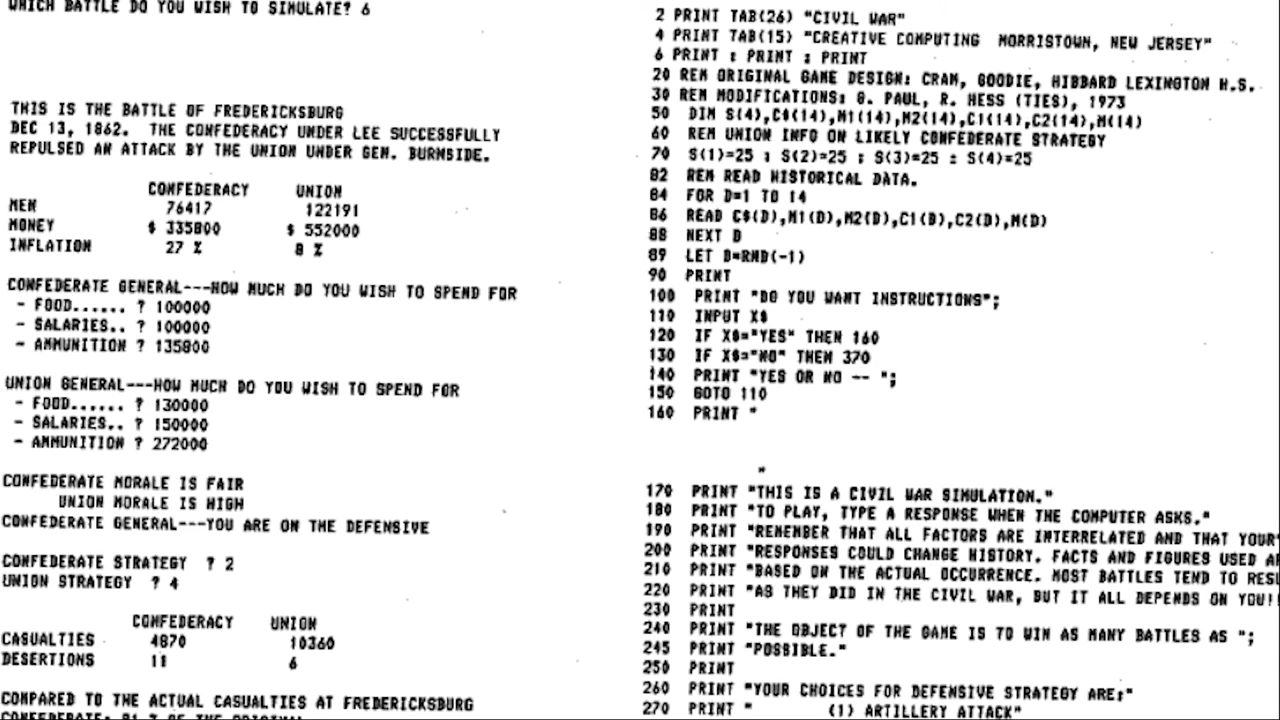 WHICH BATTLE DO YOU WISH TO SIMULATE? 6
THIS IS THE BATTLE OF FREDERICKSBURG
DEC 13, 1862. THE CONFEDERACY UNDER LEE SUCCESSFULLY
REPULSED AN ATTACK BY THE UNION UNDER GEN. BURNSIDE.
CONFEDERACY UNION
MEN 76417 122191
MONEY $ 335800 $ 552000
INFLATION 27 % 8 %
CONFEDERATE GENERAL---HOW MUCH DO YOU WISH TO SPEND FOR
- FOOD...... ? 100000
- SALARIES.. ? 100000
- AMMUNITION ? 135800
UNION GENERAL---HOW MUCH DO YOU WISH TO SPEND FOR
- FOOD...... ? 130000
- SALARIES.. ? 150000
- AMMUNITION ? 272000
CONFEDERATE MORALE IS FAIR
UNION MORALE IS HIGH
CONFEDERATE GENERAL---YOU ARE ON THE DEFENSIVE
CONFEDERATE STRATEGY ? 2
UNION STRATEGY ? 4
CONFEDERACY UNION
CASUALTIES 4870 10360
DESERTIONS 11 6
COMPARED TO THE ACTUAL CASUALTIES AT FREDERICKSBURG
CONFEDERATE: 91 % OF THE ORIGINAL
2 PRINT TAB(26) "CIVIL WAR"
4 PRINT TAB(15) "CREATIVE COMPUTING MORRISTOWN, NEW JERSEY"
6 PRINT : PRINT : PRINT
20 REM ORIGINAL GAME DESIGN: CRAM, GOODIE, HIBBARD LEXINGTON H.S.
30 REM MODIFICATIONS: G. PAUL, R. HESS (TIES), 1973
50 DIM S(4),C$(14),M1(14),M2(14),C1(14),C2(14),M(14)
60 REM UNION INFO ON LIKELY CONFEDERATE STRATEGY
70 S(1)=25 : S(2)=25 : S(3)=25 : S(4)=25
82 REM READ HISTORICAL DATA.
84 FOR D=1 TO 14
86 READ C$(D),M1(D),M2(D),C1(D),C2(D),M(D)
88 NEXT D
89 LET D=RND(-1)
90 PRINT
100 PRINT "DO YOU WANT INSTRUCTIONS";
110 INPUT X$
120 IF X$="YES" THEN 160
130 IF X$="NO" THEN 370
140 PRINT "YES OR NO -- ";
150 GOTO 110
160 PRINT "
"
170 PRINT "THIS IS A CIVIL WAR SIMULATION."
180 PRINT "TO PLAY, TYPE A RESPONSE WHEN THE COMPUTER ASKS."
190 PRINT "REMEMBER THAT ALL FACTORS ARE INTERRELATED AND THAT YOUR"
200 PRINT "RESPONSES COULD CHANGE HISTORY. FACTS AND FIGURES USED
210 PRINT "BASED ON THE ACTUAL OCCURRENCE. MOST BATTLES TEND TO
220 PRINT "AS THEY DID IN THE CIVIL WAR, BUT IT ALL DEPENDS ON YOU!!
230 PRINT
240 PRINT "THE OBJECT OF THE GAME IS TO WIN AS MANY BATTLES AS ";
245 PRINT "POSSIBLE."
250 PRINT
260 PRINT "YOUR CHOICES FOR DEFENSIVE STRATEGY ARE:"
270 PRINT " (1) ARTILLERY ATTACK"